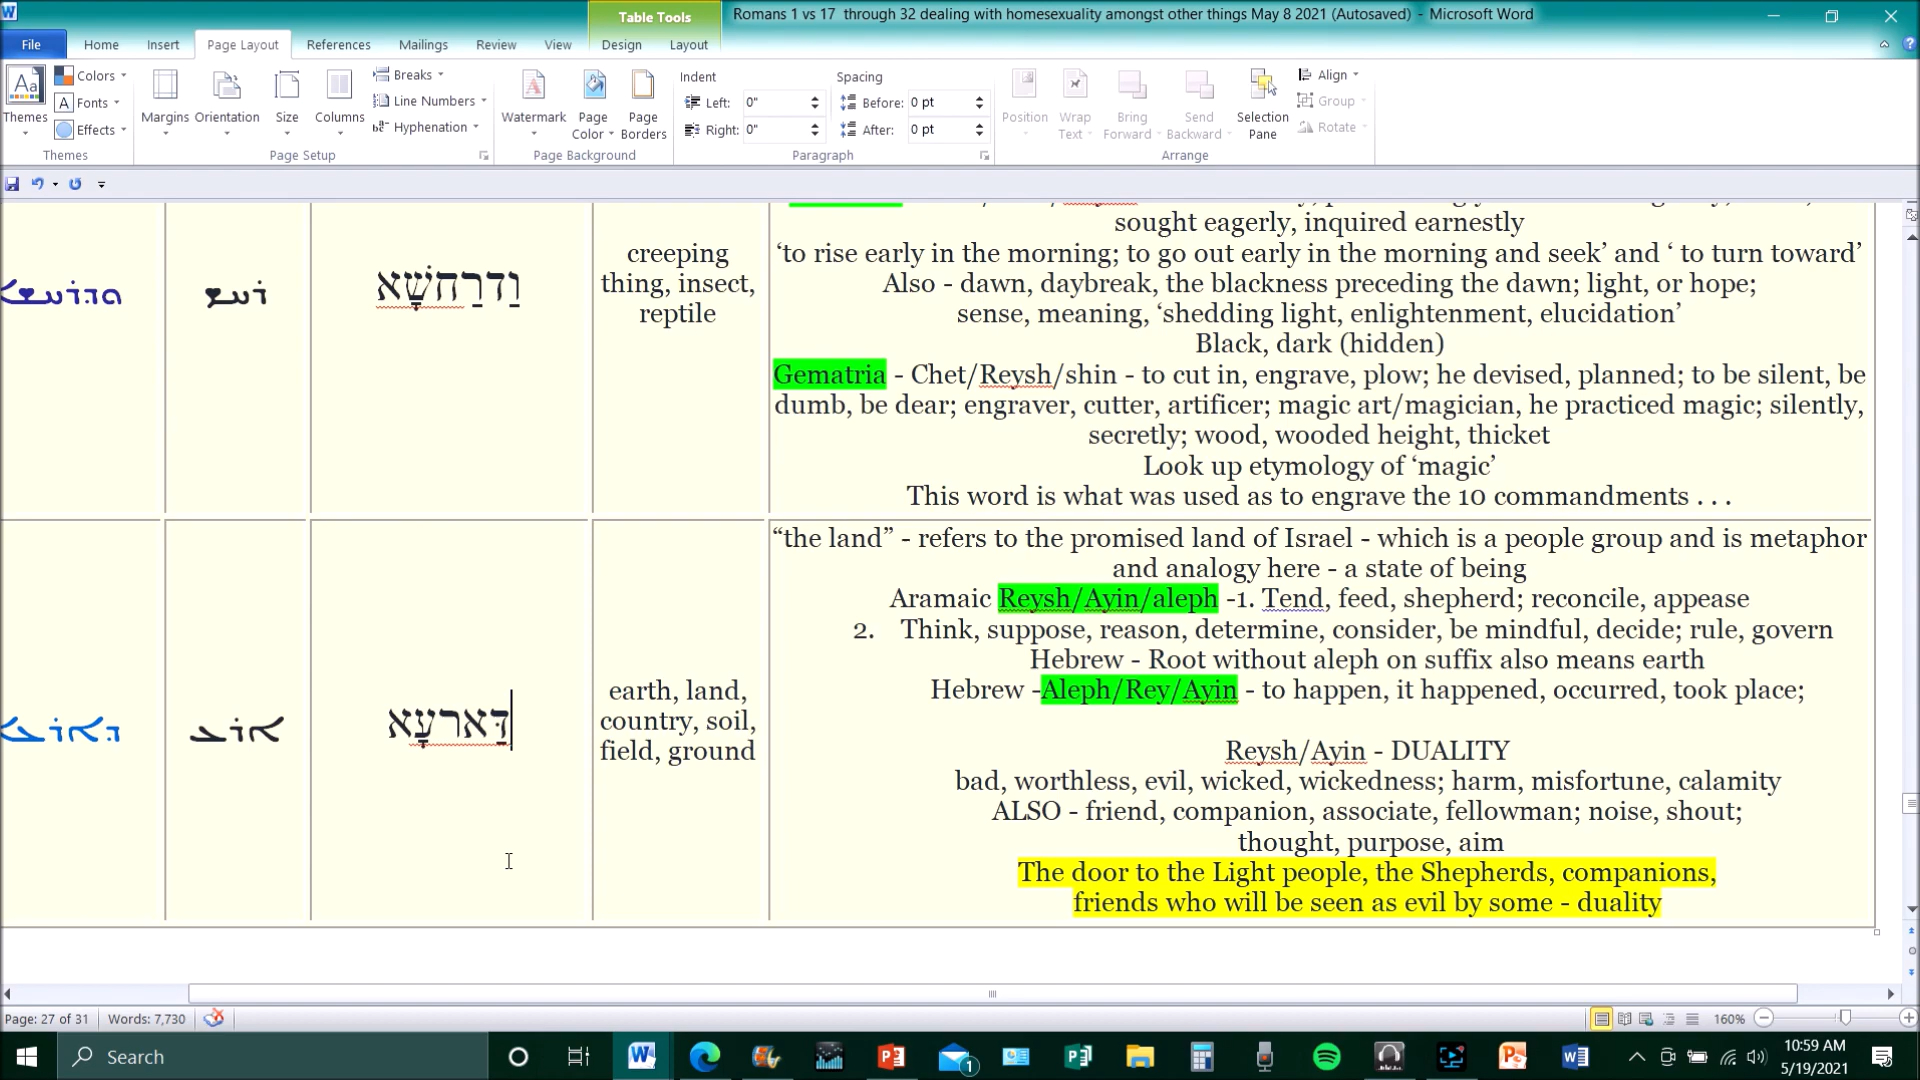 Table Tools
Romans 1 vs 17  through 32 dealing with homesexuality amongst other things May 8 2021 (Autosaved)  -  Microsoft Word
File
Home
Insert
Page Layout
References
Mailings
Review
View
Design
Layout
Themes
Colors
Fonts
Effects
Themes
Margins
Orientation
Size
Columns
Breaks
Line Numbers
Hyphenation
Page Setup
Watermark
Page Color
Page Borders
Page Background
Indent
Left: 0"
Right: 0"
Spacing
Before: 0 pt
After: 0 pt
Paragraph
Position
Wrap Text
Bring Forward
Send Backward
Selection Pane
Align
Group
Rotate
Arrange
ܪܚܫ
וַדרַחשָׁא
creeping
thing, insect,
reptile
sought eagerly, inquired earnestly
‘to rise early in the morning; to go out early in the morning and seek’ and ‘ to turn toward’
Also - dawn, daybreak, the blackness preceding the dawn; light, or hope;
sense, meaning, ‘shedding light, enlightenment, elucidation’
Black, dark (hidden)
Gematria - Chet/Reysh/shin - to cut in, engrave, plow; he devised, planned; to be silent, be
dumb, be dear; engraver, cutter, artificer; magic art/magician, he practiced magic; silently,
secretly; wood, wooded height, thicket
Look up etymology of ‘magic’
This word is what was used as to engrave the 10 commandments . . .
ܐܪܥ
דַּארעָא
earth, land,
country, soil,
field, ground
“the land” - refers to the promised land of Israel - which is a people group and is metaphor
and analogy here - a state of being
Aramaic Reysh/Ayin/aleph -1. Tend, feed, shepherd; reconcile, appease
2. Think, suppose, reason, determine, consider, be mindful, decide; rule, govern
Hebrew - Root without aleph on suffix also means earth
Hebrew -Aleph/Rey/Ayin - to happen, it happened, occurred, took place;
Reysh/Ayin - DUALITY
bad, worthless, evil, wicked, wickedness; harm, misfortune, calamity
ALSO - friend, companion, associate, fellowman; noise, shout;
thought, purpose, aim
The door to the Light people, the Shepherds, companions,
friends who will be seen as evil by some - duality
Page: 27 of 31
Words: 7,730
160%
Search
10:59 AM
5/19/2021